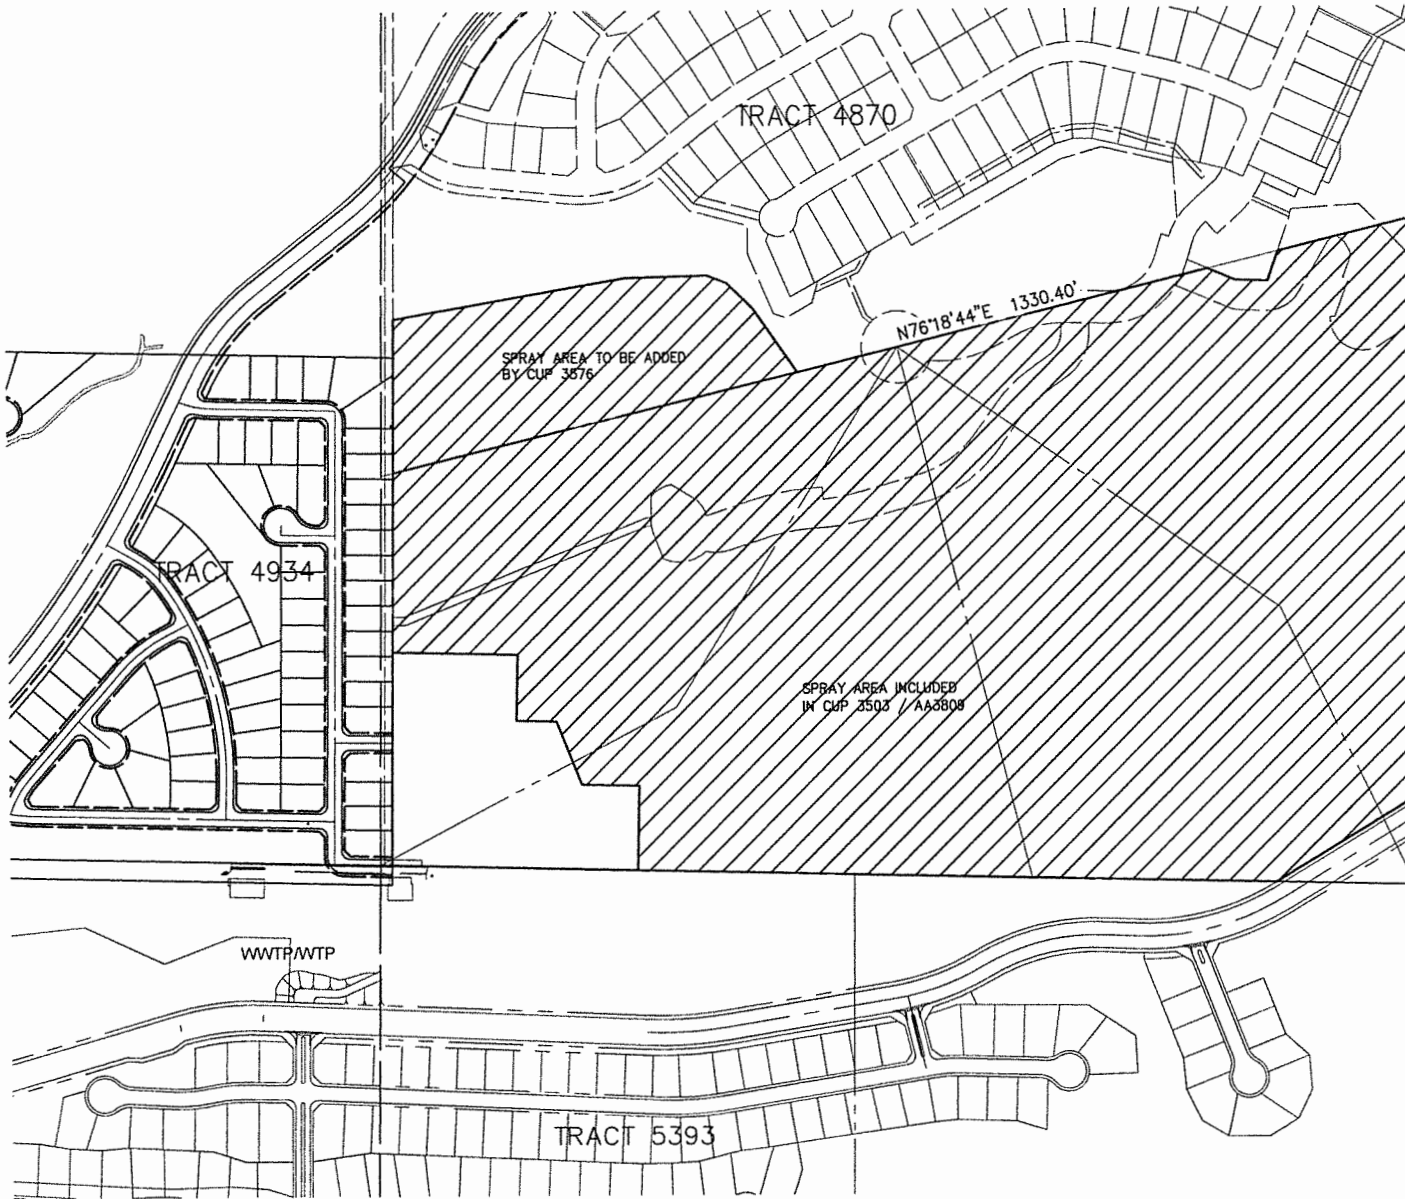 TRACT 4870
N76°18'44"E 1330.40'
SPRAY AREA TO BE ADDED
BY CUP 3576
TRACT 4934
SPRAY AREA INCLUDED
IN CUP 3503 / AA3809
WWTP/WTP
TRACT 5393